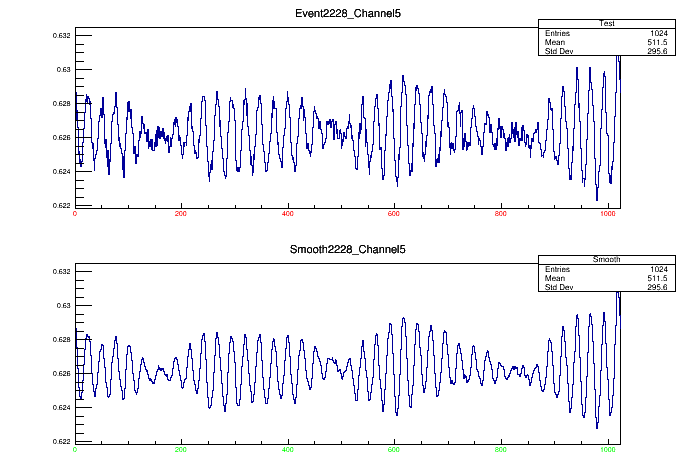 Event2228_Channel5
Test
Entries 1024
Mean 511.5
Std Dev 295.6
0.632
0.63
0.628
0.626
0.624
0.622
0 200 400 600 800 1000
Smooth2228_Channel5
Smooth
Entries 1024
Mean 511.5
Std Dev 295.6
0.632
0.63
0.628
0.626
0.624
0.622
0 200 400 600 800 1000